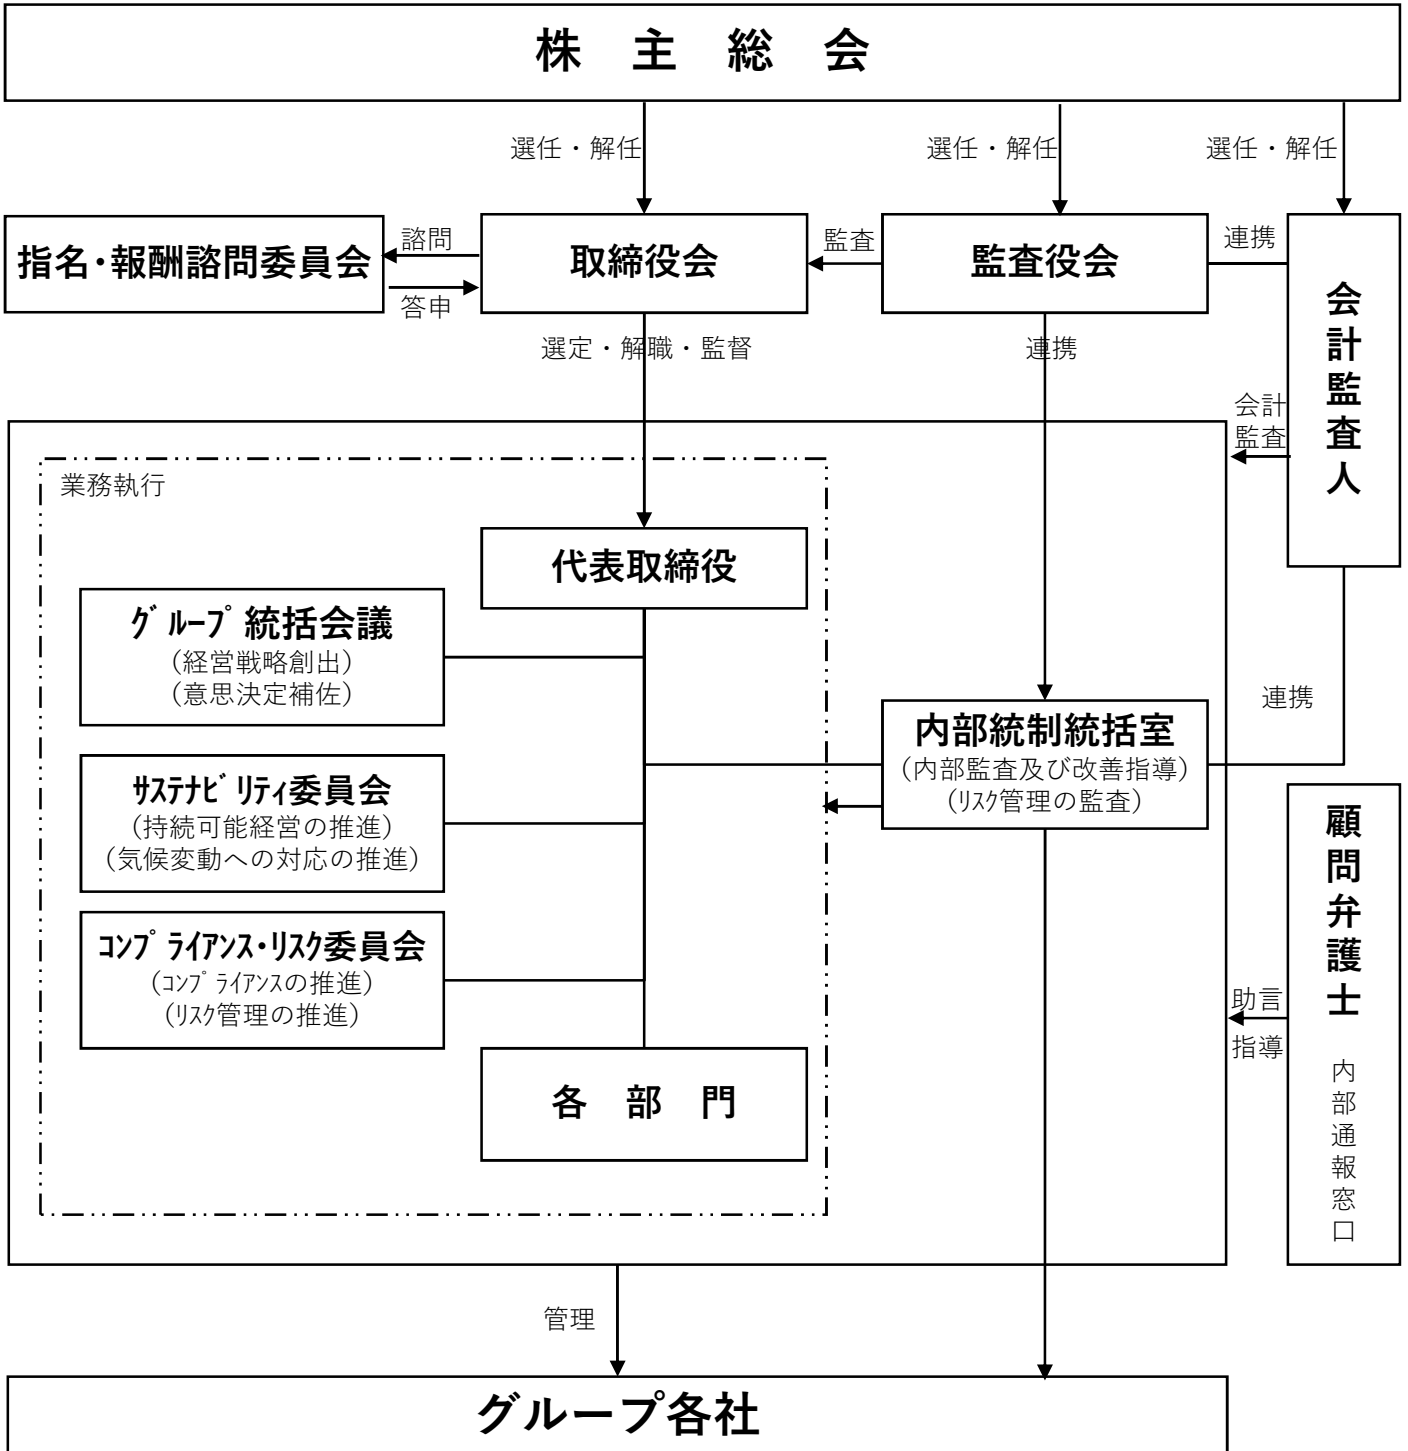 株　主　総　会
選任・解任
選任・解任
選任・解任
指名・報酬諮問委員会
諮問
答申
取締役会
監査
監査役会
連携
会計監査人
選定・解職・監督
連携
会計
監査
業務執行
代表取締役
ｸﾞﾙｰﾌﾟ統括会議
（経営戦略創出）
（意思決定補佐）
内部統制統括室
（内部監査及び改善指導）
（ﾘｽｸ管理の監査）
連携
ｻｽﾃﾅﾋﾞﾘﾃｨ委員会
（持続可能経営の推進）
（気候変動への対応の推進）
ｺﾝﾌﾟﾗｲｱﾝｽ・ﾘｽｸ委員会
（ｺﾝﾌﾟﾗｲｱﾝｽの推進）
（ﾘｽｸ管理の推進）
顧問弁護士　内部通報窓口
助言
指導
各　部　門
管理
グループ各社